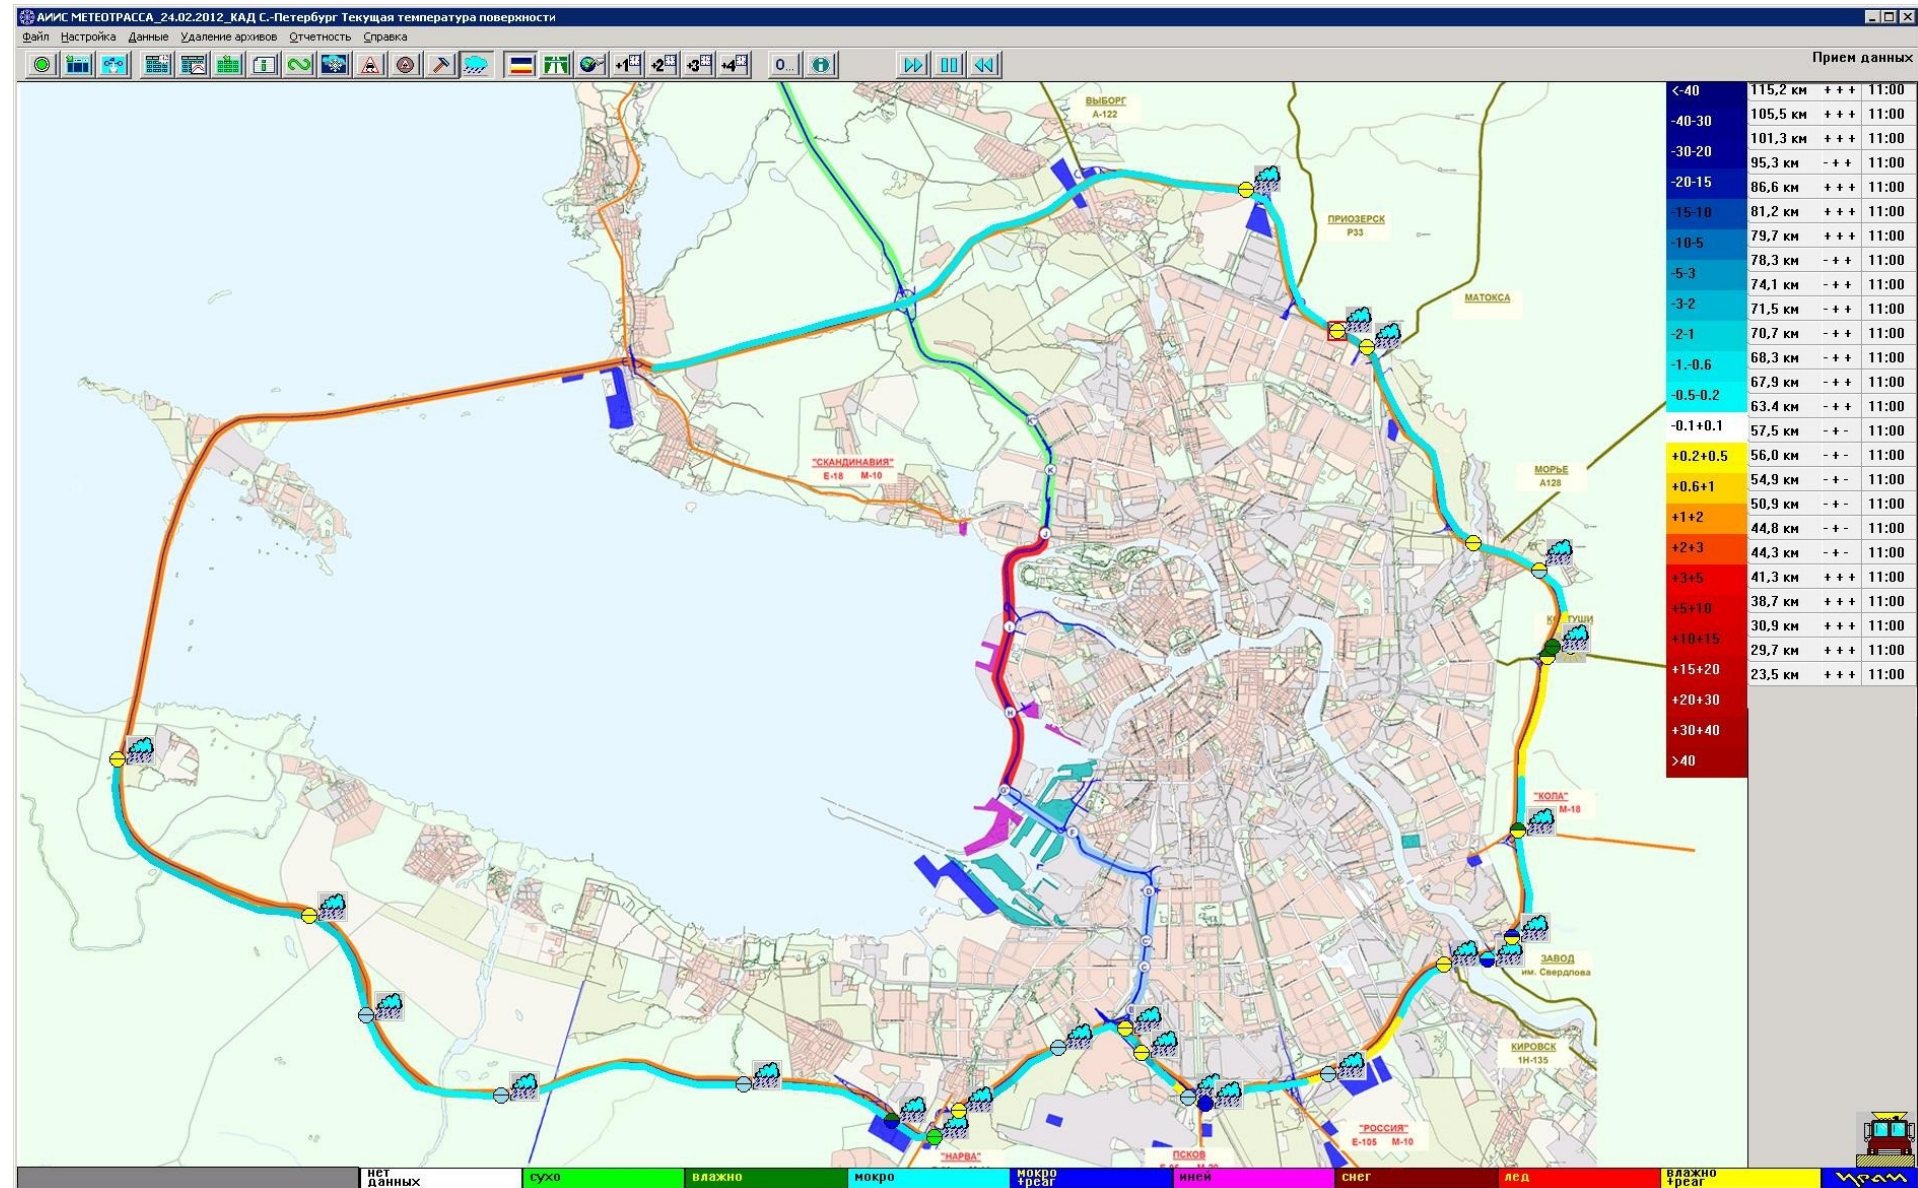 АИИС МЕТЕОТРАССА_24.02.2012_КАД С.-Петербург Текущая температура поверхности
Файл Настройка Данные Удаление архивов Отчетность Справка
+1 +2 +3 +4 О...
Прием данных
ВЫБОРГ
А-122
ПРИОЗЕРСК
Р33
МАТОКСА
"СКАНДИНАВИЯ"
Е-18 М-10
МОРЬЕ
А128
"КОЛА"
М-18
ЗАВОД
им. Свердлова
КИРОВСК
1Н-135
"РОССИЯ"
Е-105 М-10
ПСКОВ
"НАРВА"
K
J
I
H
G
F
D
C
<-40
-40-30
-30-20
-20-15
-15-10
-10-5
-5-3
-3-2
-2-1
-1.-0.6
-0.5-0.2
-0.1+0.1
+0.2+0.5
+0.6+1
+1+2
+2+3
+3+5
+5+10
+10+15
+15+20
+20+30
+30+40
>40
115,2 км + + + 11:00
105,5 км + + + 11:00
101,3 км + + + 11:00
95,3 км - + + 11:00
86,6 км + + + 11:00
81,2 км + + + 11:00
79,7 км + + + 11:00
78,3 км - + + 11:00
74,1 км - + + 11:00
71,5 км - + + 11:00
70,7 км - + + 11:00
68,3 км - + + 11:00
67,9 км - + + 11:00
63.4 км - + + 11:00
57,5 км - + - 11:00
56,0 км - + - 11:00
54,9 км - + - 11:00
50,9 км - + - 11:00
44,8 км - + - 11:00
44,3 км - + - 11:00
41,3 км + + + 11:00
38,7 км + + + 11:00
30,9 км + + + 11:00
29,7 км + + + 11:00
23,5 км + + + 11:00
нет
данных
сухо
влажно
мокро
мокро
+реаг
иней
снег
лед
влажно
+реаг
Ирам